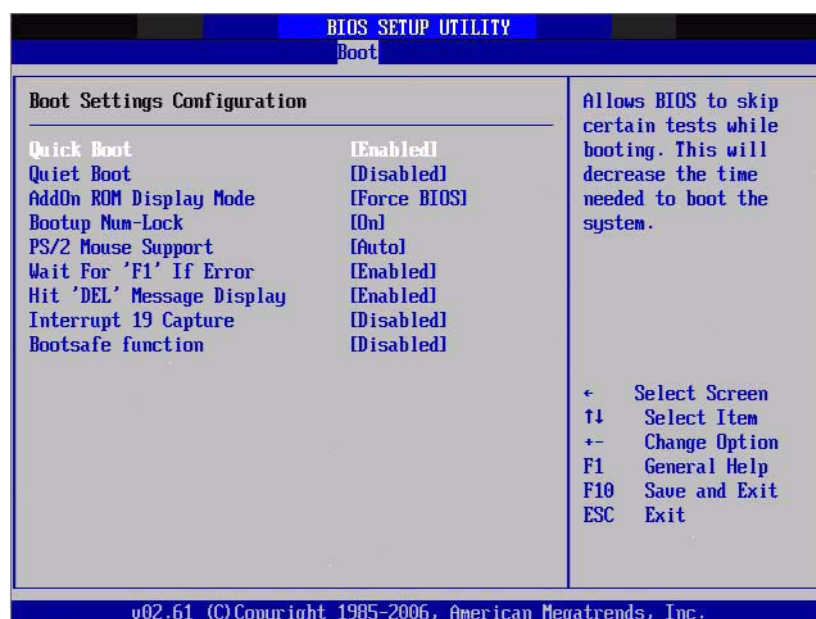 BIOS SETUP UTILITY
Boot
Boot Settings Configuration
Quick Boot [Enabled]
Quiet Boot [Disabled]
AddOn ROM Display Mode [Force BIOS]
Bootup Num-Lock [On]
PS/2 Mouse Support [Auto]
Wait For 'F1' If Error [Enabled]
Hit 'DEL' Message Display [Enabled]
Interrupt 19 Capture [Disabled]
Bootsafe function [Disabled]
Allows BIOS to skip
certain tests while
booting. This will
decrease the time
needed to boot the
system.
← Select Screen
↑↓ Select Item
+- Change Option
F1 General Help
F10 Save and Exit
ESC Exit
v02.61 (C)Copyright 1985-2006, American Megatrends, Inc.